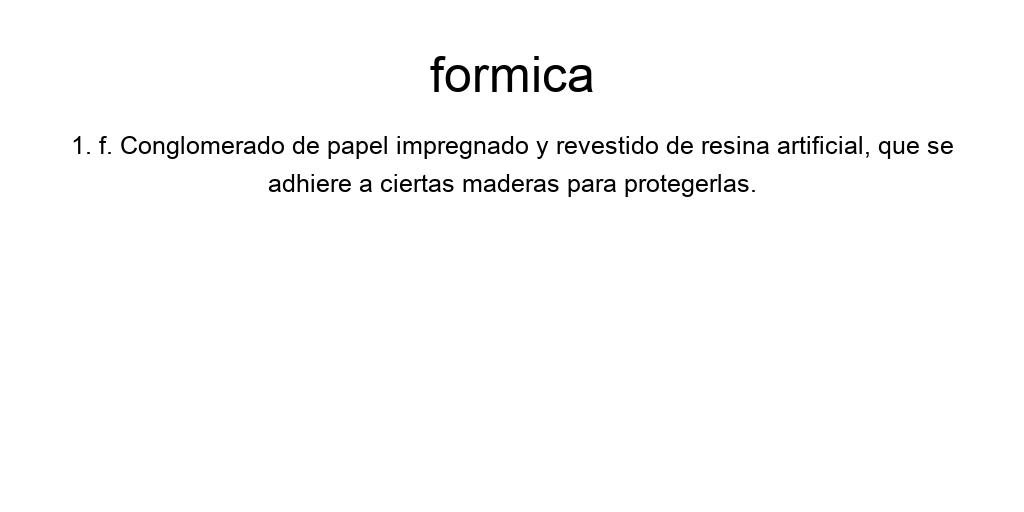 formica
1. f. Conglomerado de papel impregnado y revestido de resina artificial, que se
adhiere a ciertas maderas para protegerlas.